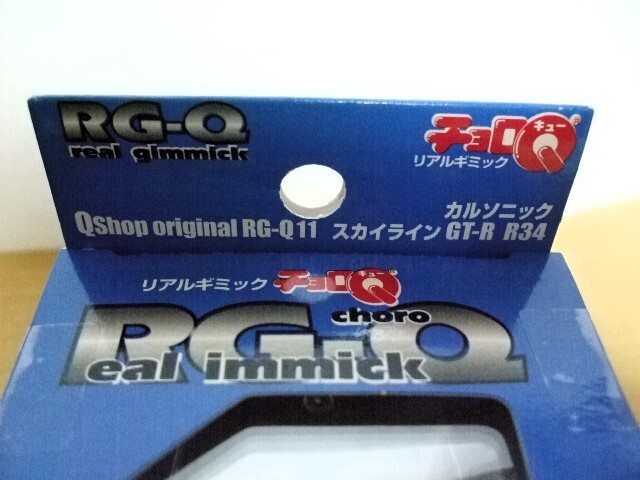 RG-Q
real gimmick
チョロQ
キュー
®
リアルギミック
カルソニック
QShop original RG-Q11 スカイライン GT-R R34
リアルギミック チョロQ
キュー
®
choro
RG-Q
eal immick